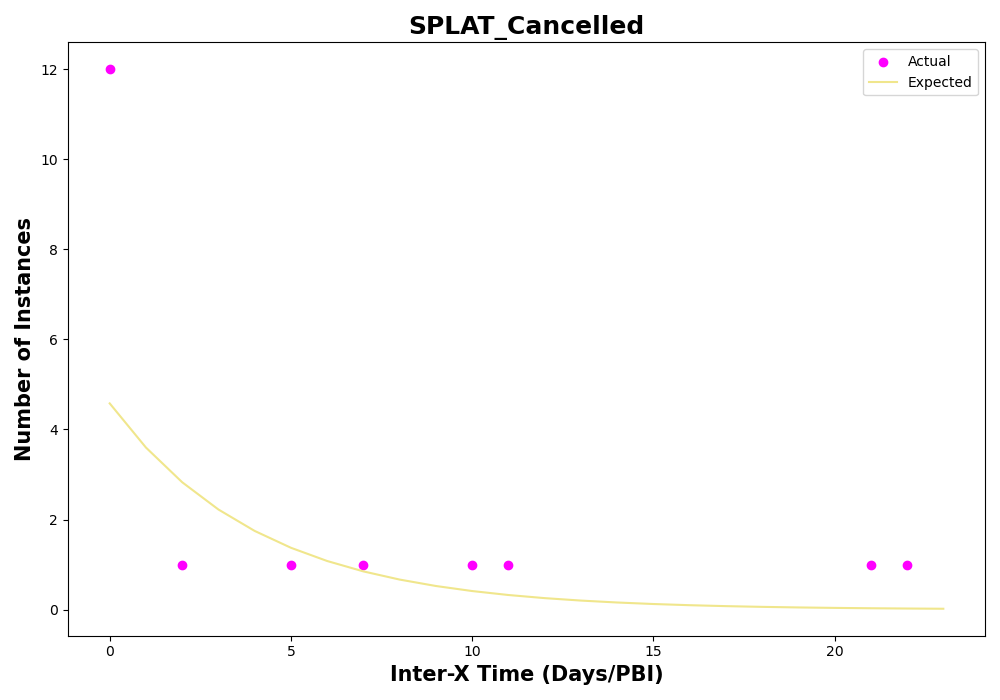 SPLAT_Cancelled
Actual
Expected
12
10
8
6
4
2
0
Number of Instances
0 5 10 15 20
Inter-X Time (Days/PBI)